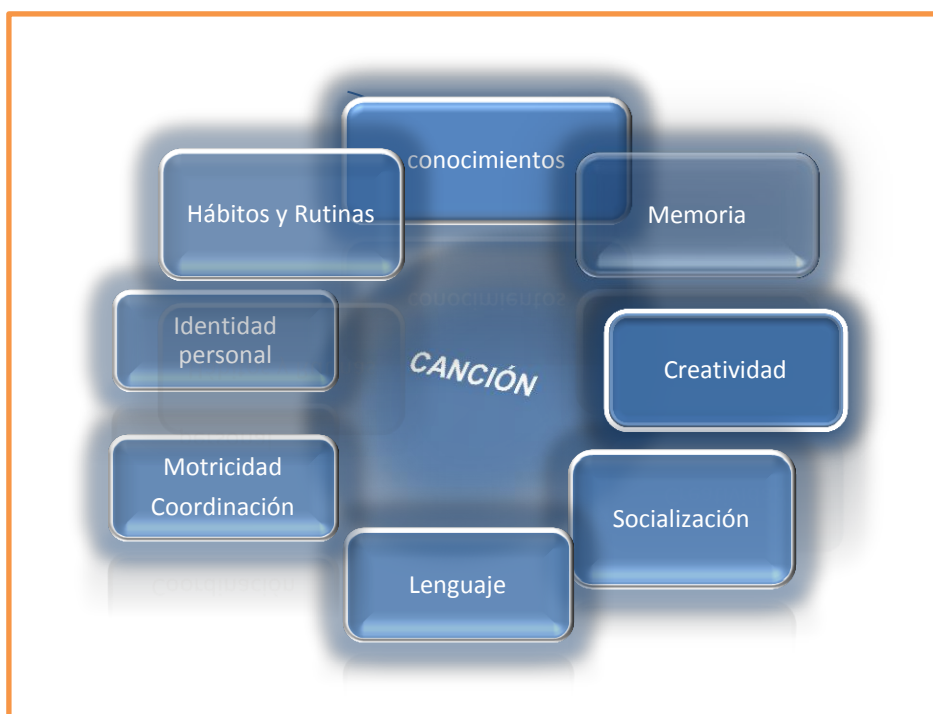 conocimientos
Hábitos y Rutinas
Memoria
Identidad
personal
CANCIÓN
Creatividad
Motricidad
Coordinación
Socialización
Lenguaje